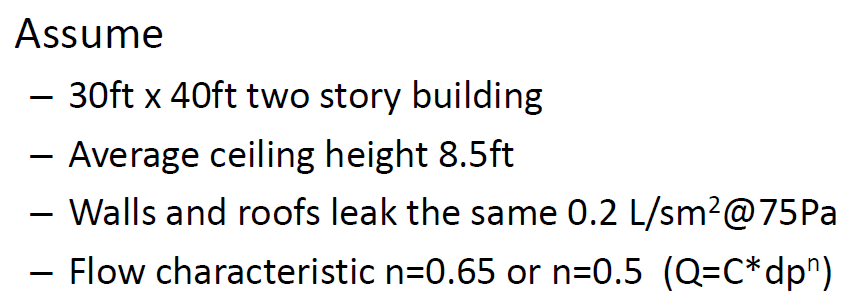 Assume
– 30ft x 40ft two story building
– Average ceiling height 8.5ft
– Walls and roofs leak the same 0.2 L/sm²@75Pa
– Flow characteristic n=0.65 or n=0.5 (Q=C*dpⁿ)